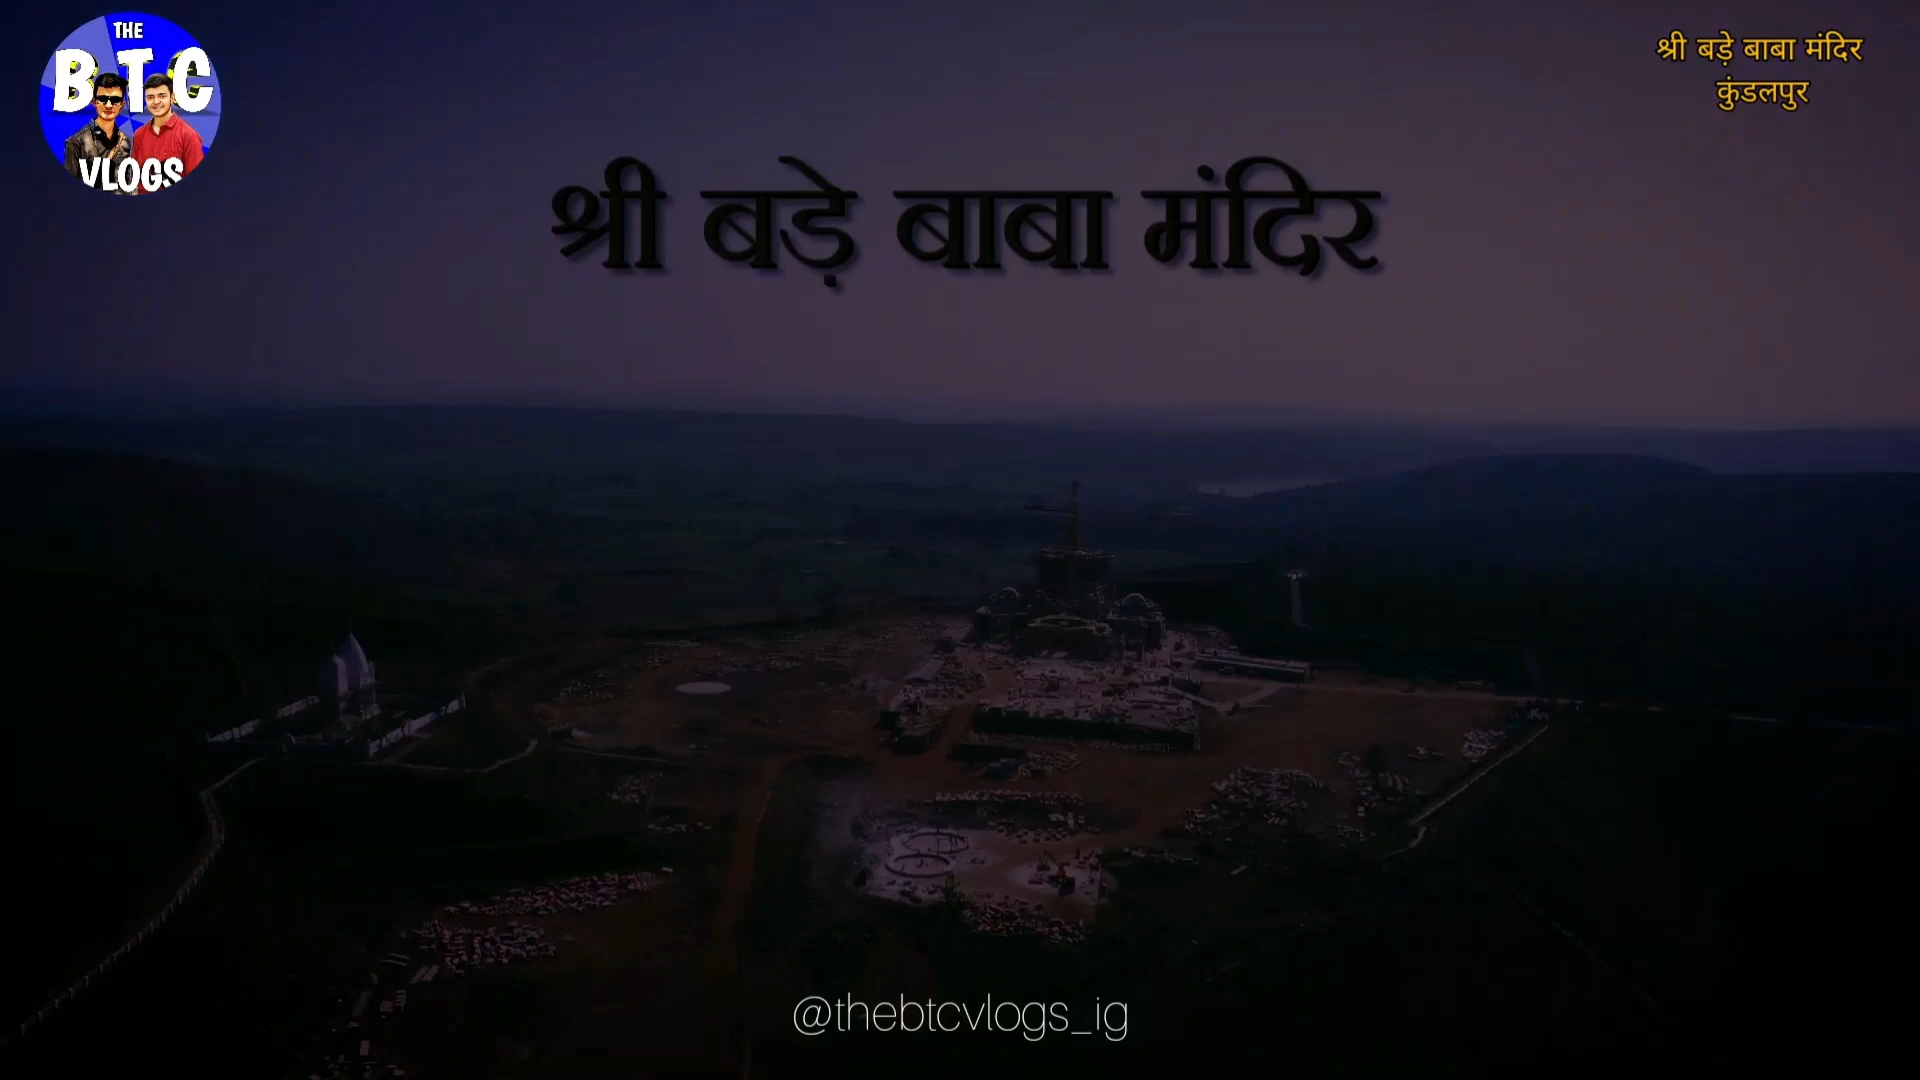 THE
BTC
VLOGS
श्री बड़े बाबा मंदिर
कुंडलपुर
श्री बड़े बाबा मंदिर
@thebtcvlogs_ig